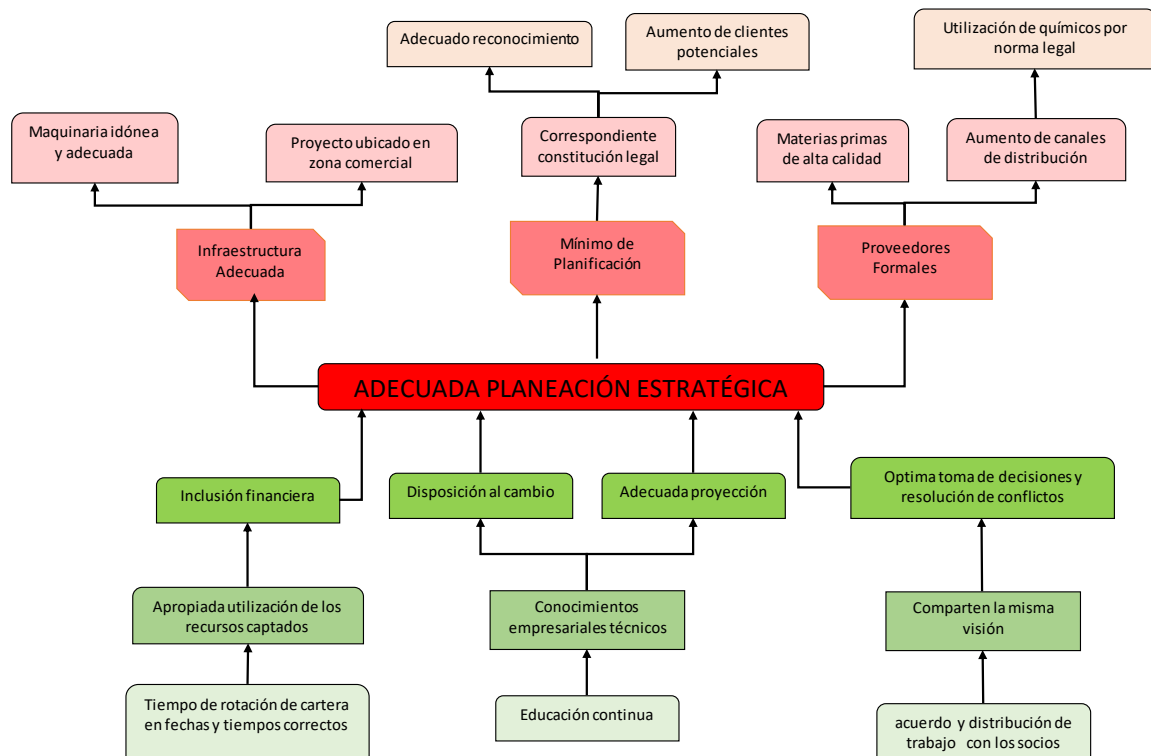 Adecuado reconocimiento
Aumento de clientes
potenciales
Utilización de químicos por
norma legal
Maquinaria idónea
y adecuada
Proyecto ubicado en
zona comercial
Correspondiente
constitución legal
Materias primas
de alta calidad
Aumento de canales
de distribución
Infraestructura
Adecuada
Mínimo de
Planificación
Proveedores
Formales
ADECUADA PLANEACIÓN ESTRATÉGICA
Inclusión financiera
Disposición al cambio
Adecuada proyección
Optima toma de decisiones y
resolución de conflictos
Apropiada utilización de los
recursos captados
Conocimientos
empresariales técnicos
Comparten la misma
visión
Tiempo de rotación de cartera
en fechas y tiempos correctos
Educación continua
acuerdo y distribución de
trabajo con los socios